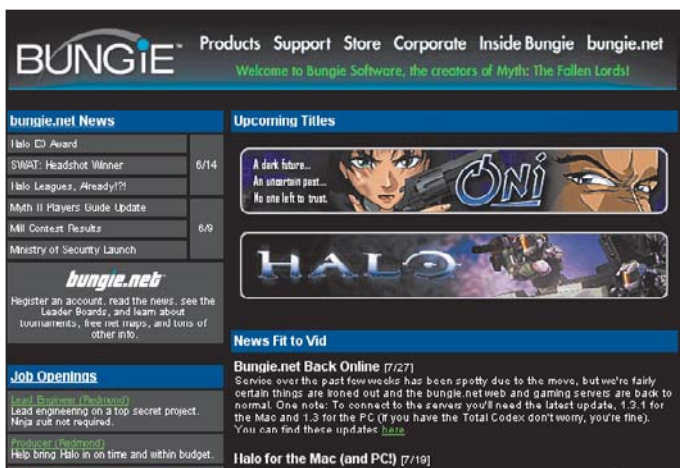 BUNGiE™
Products Support Store Corporate Inside Bungie bungie.net
Welcome to Bungie Software, the creators of Myth: The Fallen Lords!
bungie.net News
Halo E3 Award
SWAT: Headshot Winner
Halo Leagues, Already!?!
6/14
Myth II Players Guide Update
Mill Contest Results
Ministry of Security Launch
6/9
bungie.net
Register an account, read the news, see the
Leader Boards, and learn about
tournaments, free net maps, and tons of
other info.
Job Openings
Lead Engineer (Redmond)
Lead engineering on a top secret project.
Ninja suit not required.
Producer (Redmond)
Help bring Halo in on time and within budget.
Upcoming Titles
A dark future...
An uncertain past...
No one left to trust.
ONI
HALO
News Fit to Vid
Bungie.net Back Online [7/27]
Service over the past few weeks has been spotty due to the move, but we're fairly
certain things are ironed out and the bungie.net web and gaming servers are back to
normal. One note: To connect to the servers you'll need the latest update, 1.3.1 for
the Mac and 1.3 for the PC (if you have the Total Codex don't worry, you're fine).
You can find these updates here
Halo for the Mac (and PC!) [7/19]